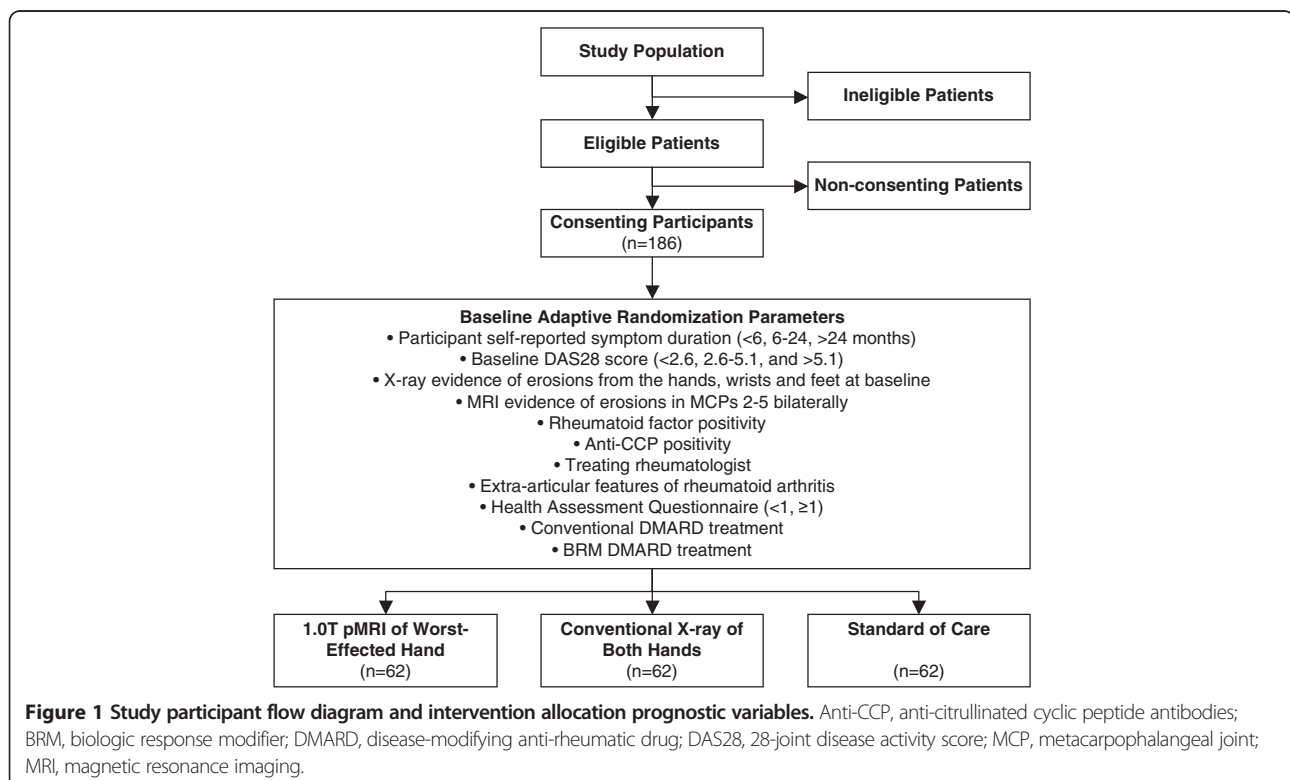 Study Population
Ineligible Patients
Eligible Patients
Non-consenting Patients
Consenting Participants
(n=186)
Baseline Adaptive Randomization Parameters
• Participant self-reported symptom duration (<6, 6-24, >24 months)
• Baseline DAS28 score (<2.6, 2.6-5.1, and >5.1)
• X-ray evidence of erosions from the hands, wrists and feet at baseline
• MRI evidence of erosions in MCPs 2-5 bilaterally
• Rheumatoid factor positivity
• Anti-CCP positivity
• Treating rheumatologist
• Extra-articular features of rheumatoid arthritis
• Health Assessment Questionnaire (<1, ≥1)
• Conventional DMARD treatment
• BRM DMARD treatment
1.0T pMRI of Worst-
Effected Hand
(n=62)
Conventional X-ray of
Both Hands
(n=62)
Standard of Care
(n=62)
Figure 1 Study participant flow diagram and intervention allocation prognostic variables. Anti-CCP, anti-citrullinated cyclic peptide antibodies;
BRM, biologic response modifier; DMARD, disease-modifying anti-rheumatic drug; DAS28, 28-joint disease activity score; MCP, metacarpophalangeal joint;
MRI, magnetic resonance imaging.